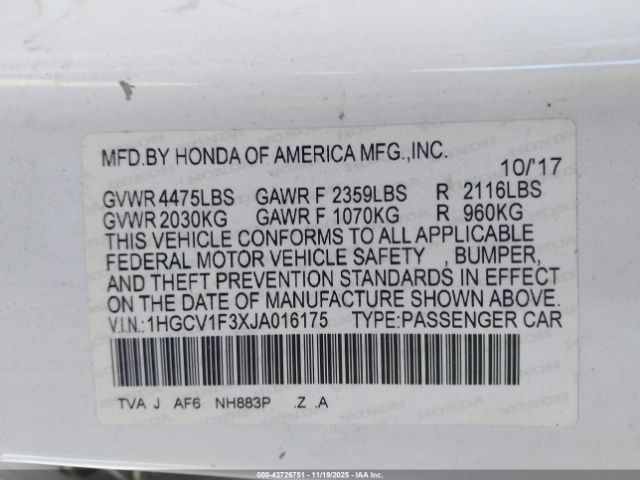 MFD.BY HONDA OF AMERICA MFG.,INC.
10/'17
GVWR 4475LBS GAWR F 2359LBS R 2116LBS
GVWR 2030KG GAWR F 1070KG R 960KG
THIS VEHICLE CONFORMS TO ALL APPLICABLE
FEDERAL MOTOR VEHICLE SAFETY , BUMPER,
AND THEFT PREVENTION STANDARDS IN EFFECT
ON THE DATE OF MANUFACTURE SHOWN ABOVE.
V.I.N.:1HGCV1F3XJA016175 TYPE:PASSENGER CAR
TVA J AF6 NH883P .Z .A
000-43726751 - 11/19/2025 - IAAI.CA